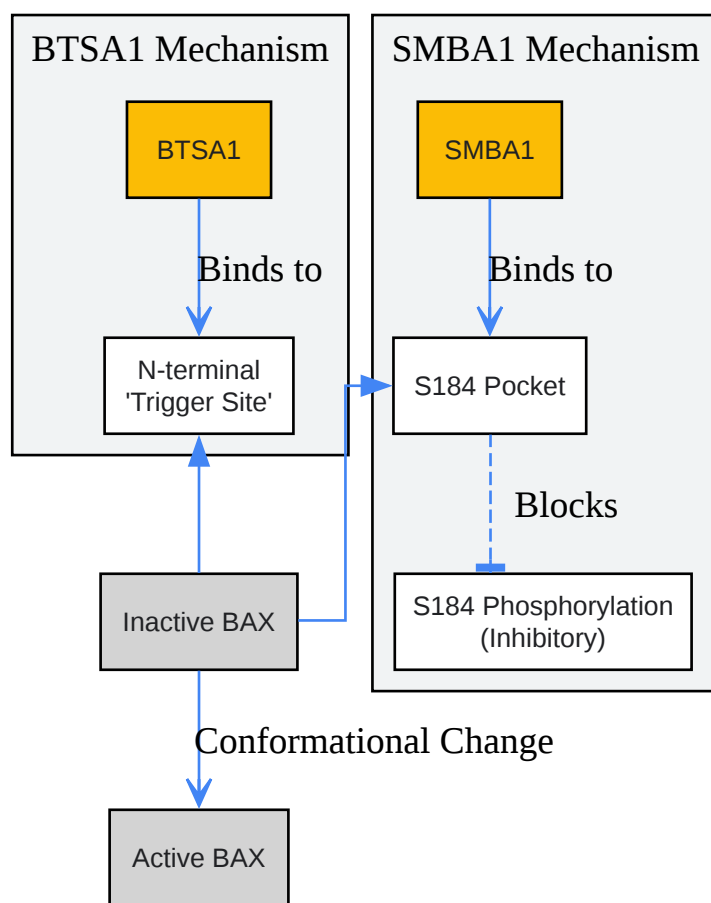 BTSA1 Mechanism
SMBA1 Mechanism
BTSA1
SMBA1
Binds to
Binds to
N-terminal
'Trigger Site'
S184 Pocket
Blocks
Inactive BAX
S184 Phosphorylation
(Inhibitory)
Conformational Change
Active BAX